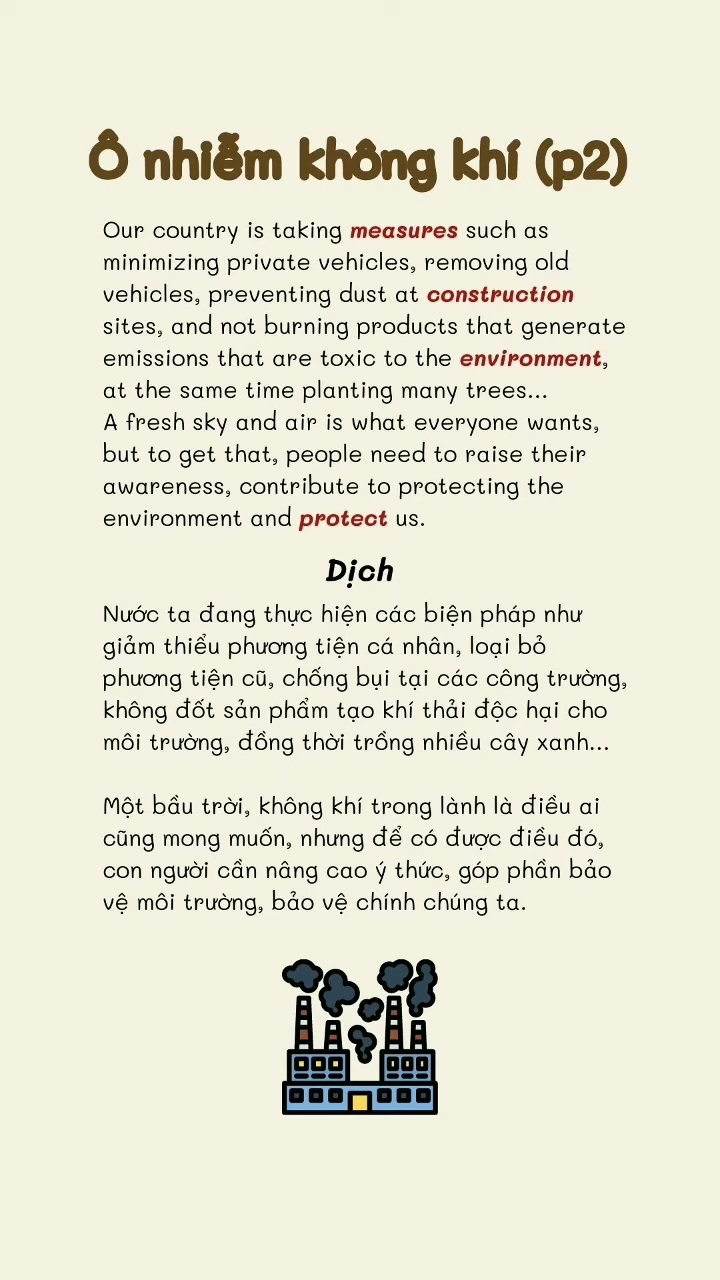 Ô nhiễm không khí (p2)
Our country is taking measures such as
minimizing private vehicles, removing old
vehicles, preventing dust at construction
sites, and not burning products that generate
emissions that are toxic to the environment,
at the same time planting many trees...
A fresh sky and air is what everyone wants,
but to get that, people need to raise their
awareness, contribute to protecting the
environment and protect us.
Dịch
Nước ta đang thực hiện các biện pháp như
giảm thiểu phương tiện cá nhân, loại bỏ
phương tiện cũ, chống bụi tại các công trường,
không đốt sản phẩm tạo khí thải độc hại cho
môi trường, đồng thời trồng nhiều cây xanh...
Một bầu trời, không khí trong lành là điều ai
cũng mong muốn, nhưng để có được điều đó,
con người cần nâng cao ý thức, góp phần bảo
vệ môi trường, bảo vệ chính chúng ta.